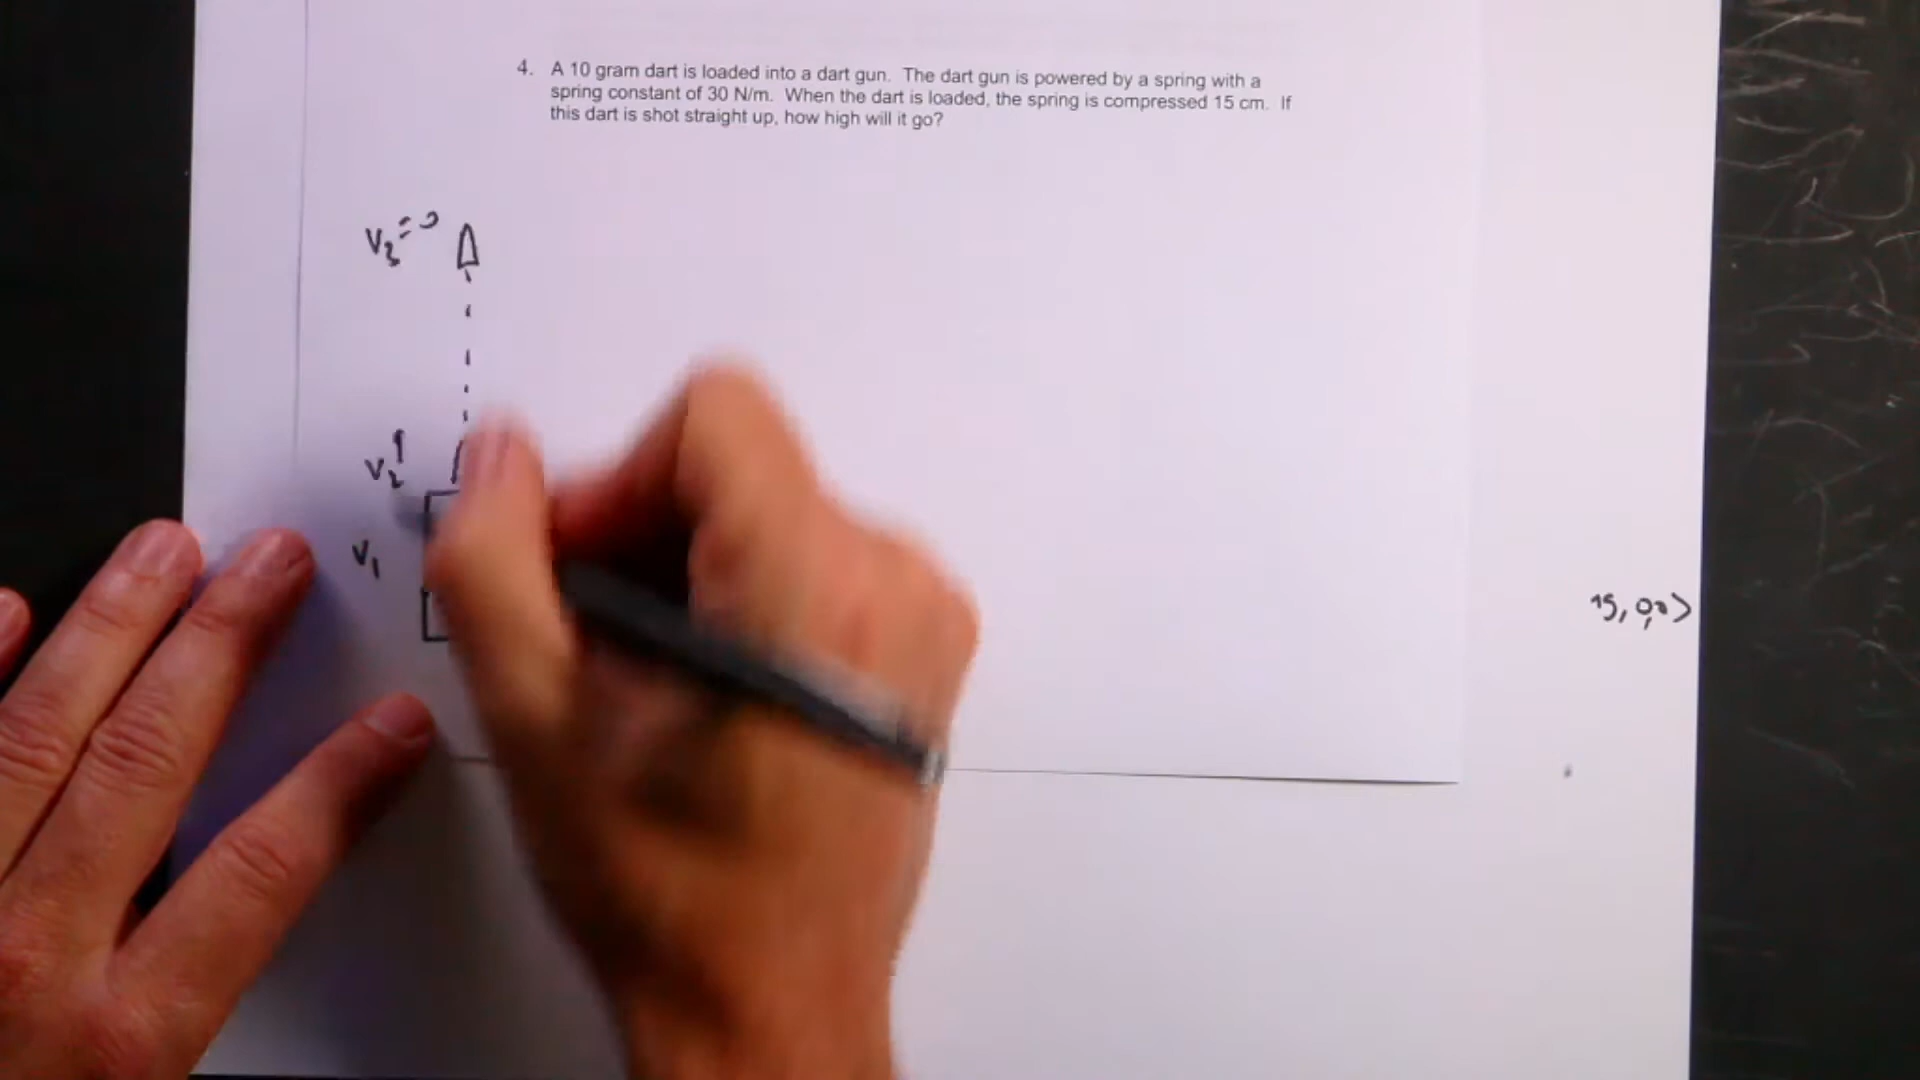 4. A 10 gram dart is loaded into a dart gun. The dart gun is powered by a spring with a
spring constant of 30 N/m. When the dart is loaded, the spring is compressed 15 cm. If
this dart is shot straight up, how high will it go?
V₃ = 0
V₂
V₁